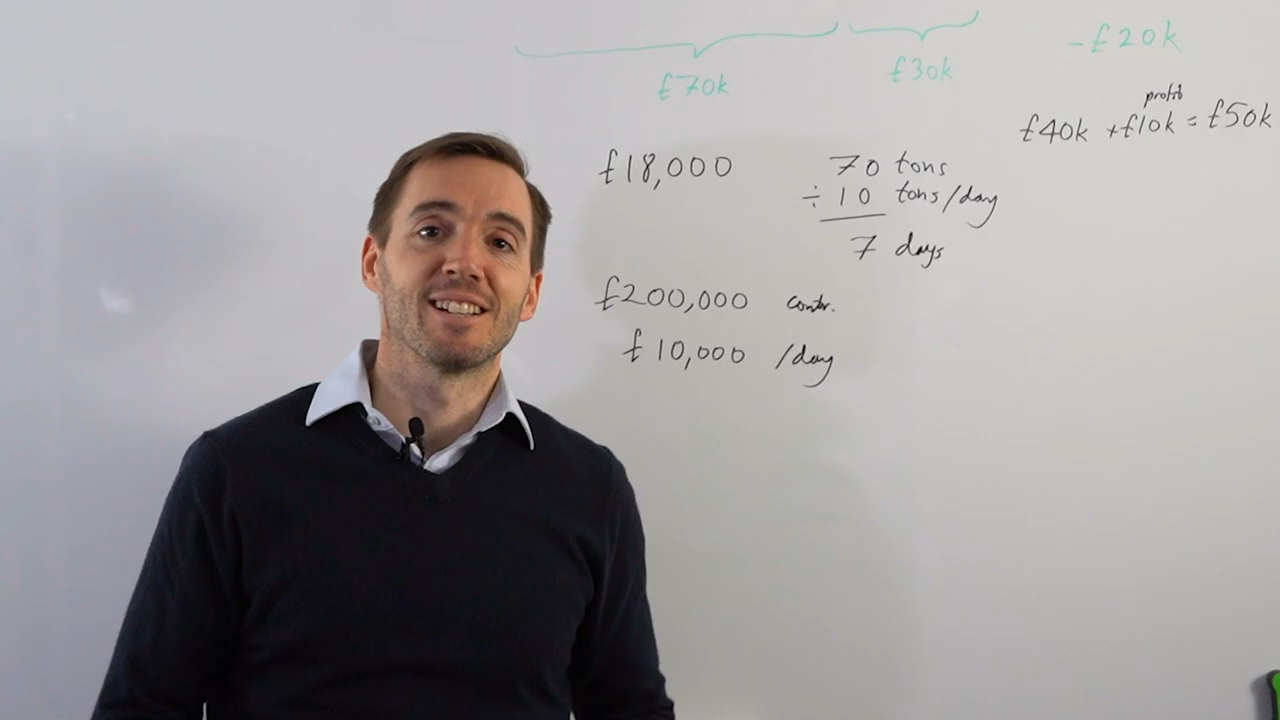 £70k
£30k
-£20k
profit
£40k +£10k = £50k
£18,000
70 tons
÷ 10 tons/day
7 days
£200,000 contr.
£10,000 /day